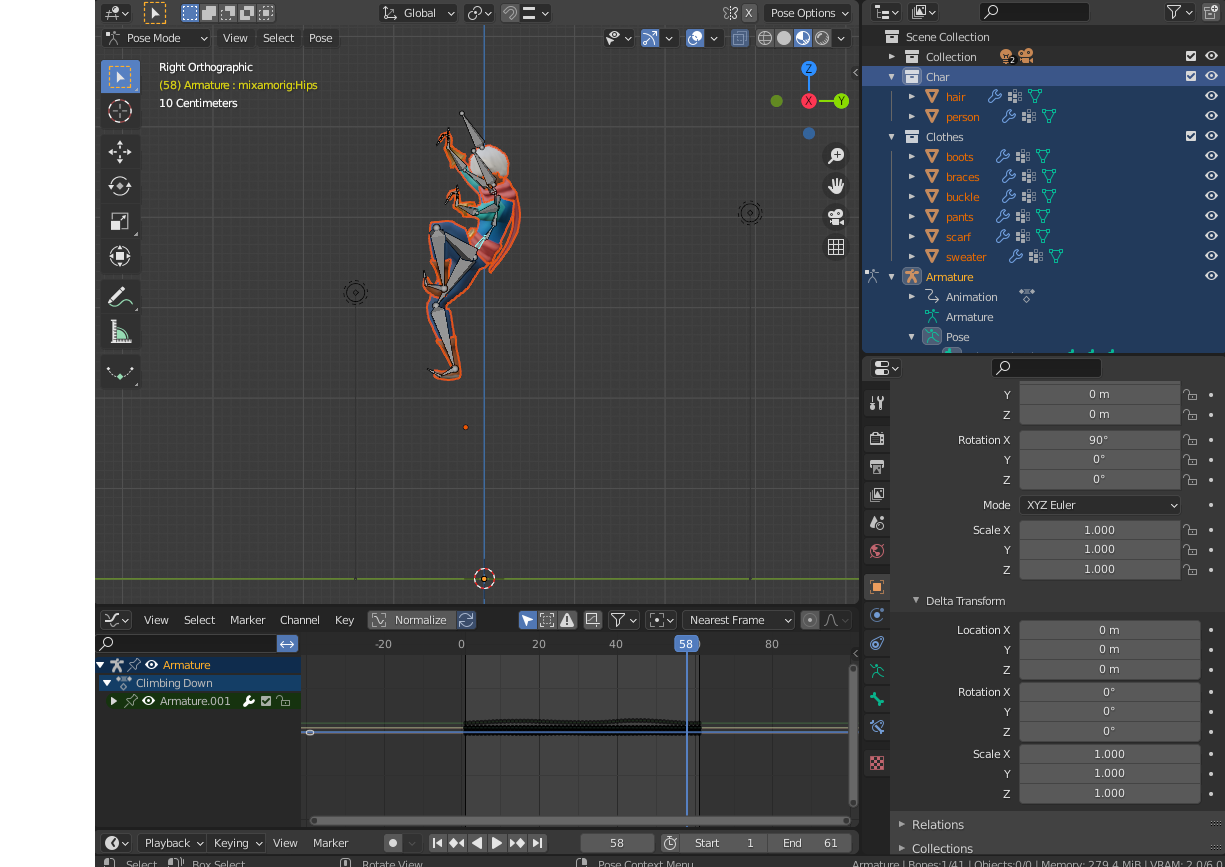 Global
X
Pose Options
Pose Mode
View
Select
Pose
Right Orthographic
(58) Armature : mixamorig:Hips
10 Centimeters
Z
X
Y
Scene Collection
Collection
2
Char
hair
person
Clothes
boots
braces
buckle
pants
scarf
sweater
Armature
Animation
Armature
Pose
Y
0 m
Z
0 m
Rotation X
90°
Y
0°
Z
0°
Mode
XYZ Euler
Scale X
1.000
Y
1.000
Z
1.000
Delta Transform
Location X
0 m
Y
0 m
Z
0 m
Rotation X
0°
Y
0°
Z
0°
Scale X
1.000
Y
1.000
Z
1.000
Relations
Collections
View
Select
Marker
Channel
Key
Normalize
Nearest Frame
-20
0
20
40
58
80
Armature
Climbing Down
Armature.001
Playback
Keying
View
Marker
58
Start
1
End
61
Select
Box Select
Rotate View
Pose Context Menu
Armature | Bones:1/41 | Objects:0/0 | Memory: 279.4 MiB | VRAM: 2.0/6.0